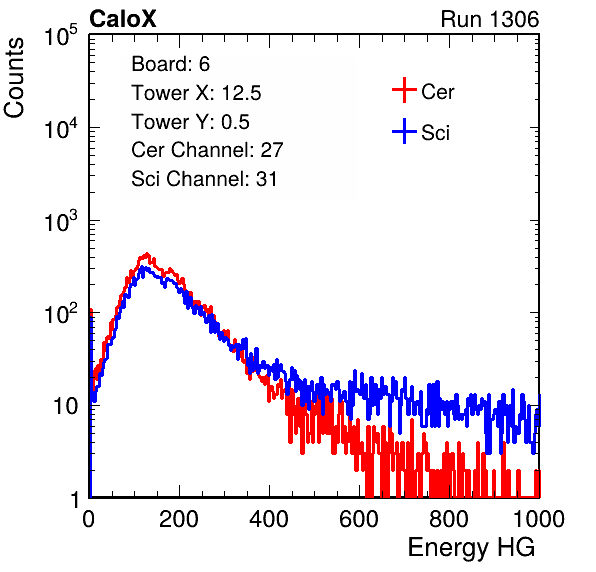 CaloX Run 1306
Counts
Board: 6
Tower X: 12.5
Tower Y: 0.5
Cer Channel: 27
Sci Channel: 31
Cer
Sci
10^5
10^4
10^3
10^2
10
1
0 200 400 600 800 1000
Energy HG